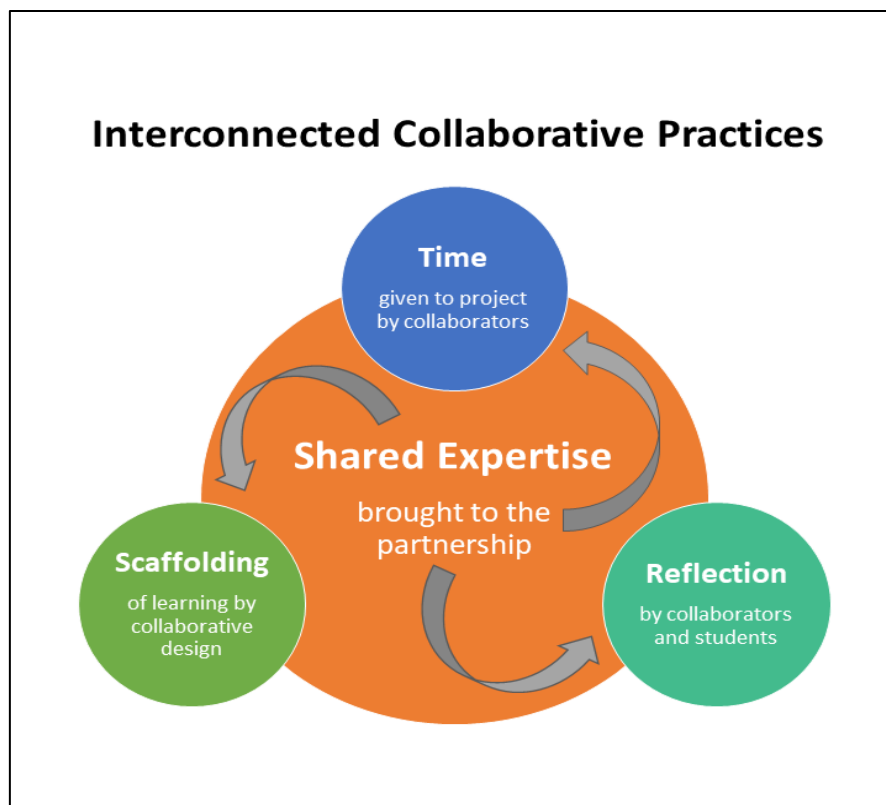 Interconnected Collaborative Practices
Time
given to project
by collaborators
Shared Expertise
brought to the
partnership
Scaffolding
of learning by
collaborative
design
Reflection
by collaborators
and students